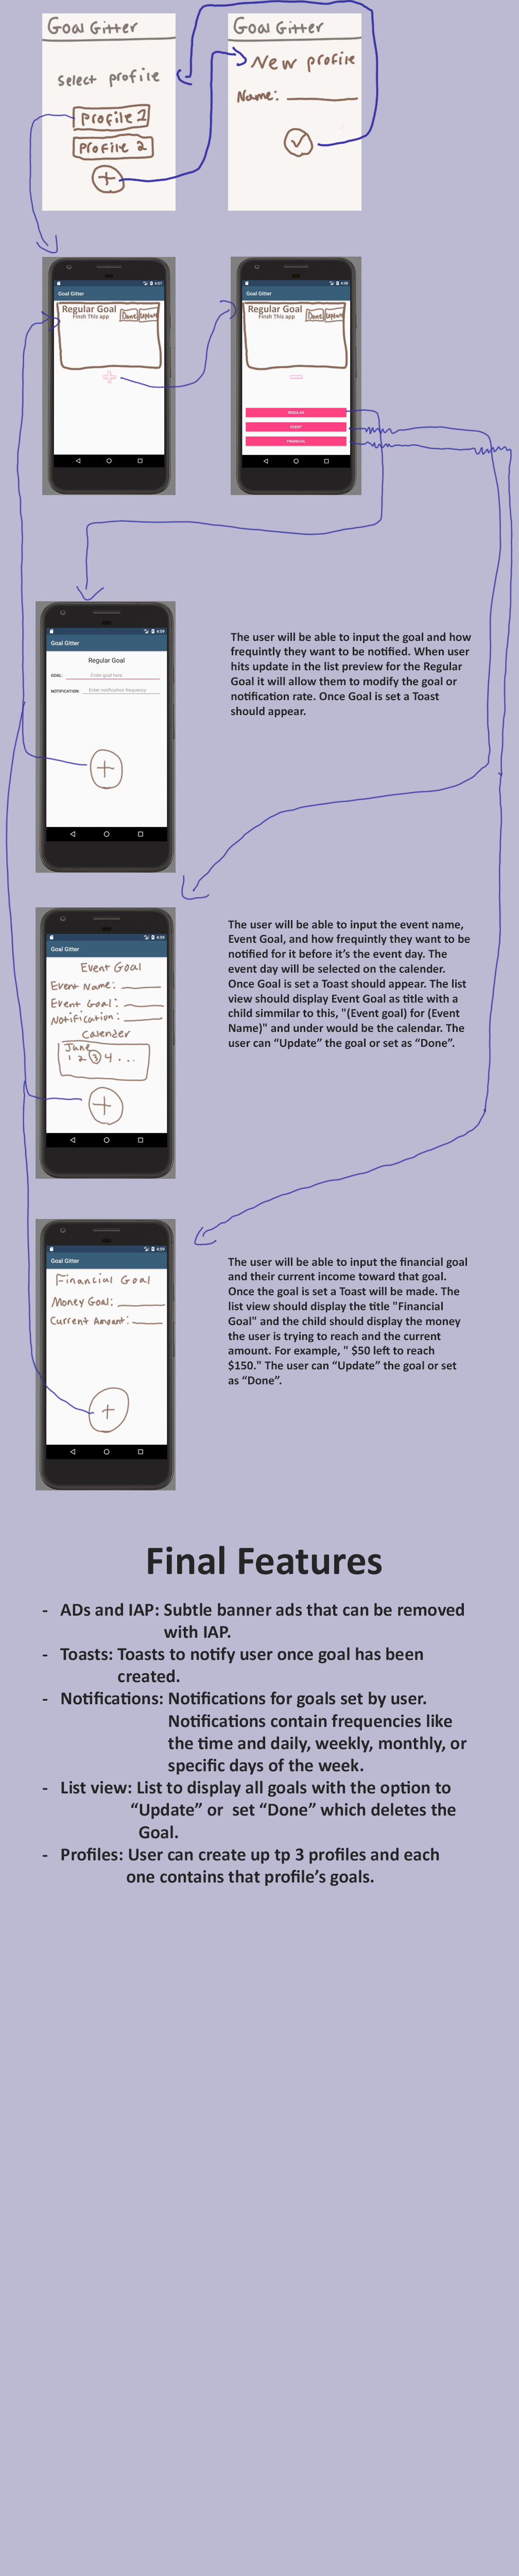 Goal Gitter
Select profile
Profile 1
Profile 2
Goal Gitter
New profile
Name:
4:57
Goal Gitter
Regular Goal
Finish This app
Done
Update
4:58
Goal Gitter
Regular Goal
Finish This app
Done
Update
REGULAR
EVENT
FINANCIAL
4:59
Goal Gitter
Regular Goal
GOAL: Enter goal here
NOTIFICATION: Enter notification frequency
The user will be able to input the goal and how
frequintly they want to be notified. When user
hits update in the list preview for the Regular
Goal it will allow them to modify the goal or
notification rate. Once Goal is set a Toast
should appear.
4:59
Goal Gitter
Event Goal
Event Name:
Event Goal:
Notification:
Calender
June
1 2 3 4 ...
The user will be able to input the event name,
Event Goal, and how frequintly they want to be
notified for it before it’s the event day. The
event day will be selected on the calender.
Once Goal is set a Toast should appear. The list
view should display Event Goal as title with a
child simmilar to this, "(Event goal) for (Event
Name)" and under would be the calendar. The
user can “Update” the goal or set as “Done”.
4:59
Goal Gitter
Financial Goal
Money Goal:
Current Amount:
The user will be able to input the financial goal
and their current income toward that goal.
Once the goal is set a Toast will be made. The
list view should display the title "Financial
Goal" and the child should display the money
the user is trying to reach and the current
amount. For example, " $50 left to reach
$150." The user can “Update” the goal or set
as “Done”.
Final Features
- ADs and IAP: Subtle banner ads that can be removed
with IAP.
- Toasts: Toasts to notify user once goal has been
created.
- Notifications: Notifications for goals set by user.
Notifications contain frequencies like
the time and daily, weekly, monthly, or
specific days of the week.
- List view: List to display all goals with the option to
“Update” or set “Done” which deletes the
Goal.
- Profiles: User can create up tp 3 profiles and each
one contains that profile’s goals.